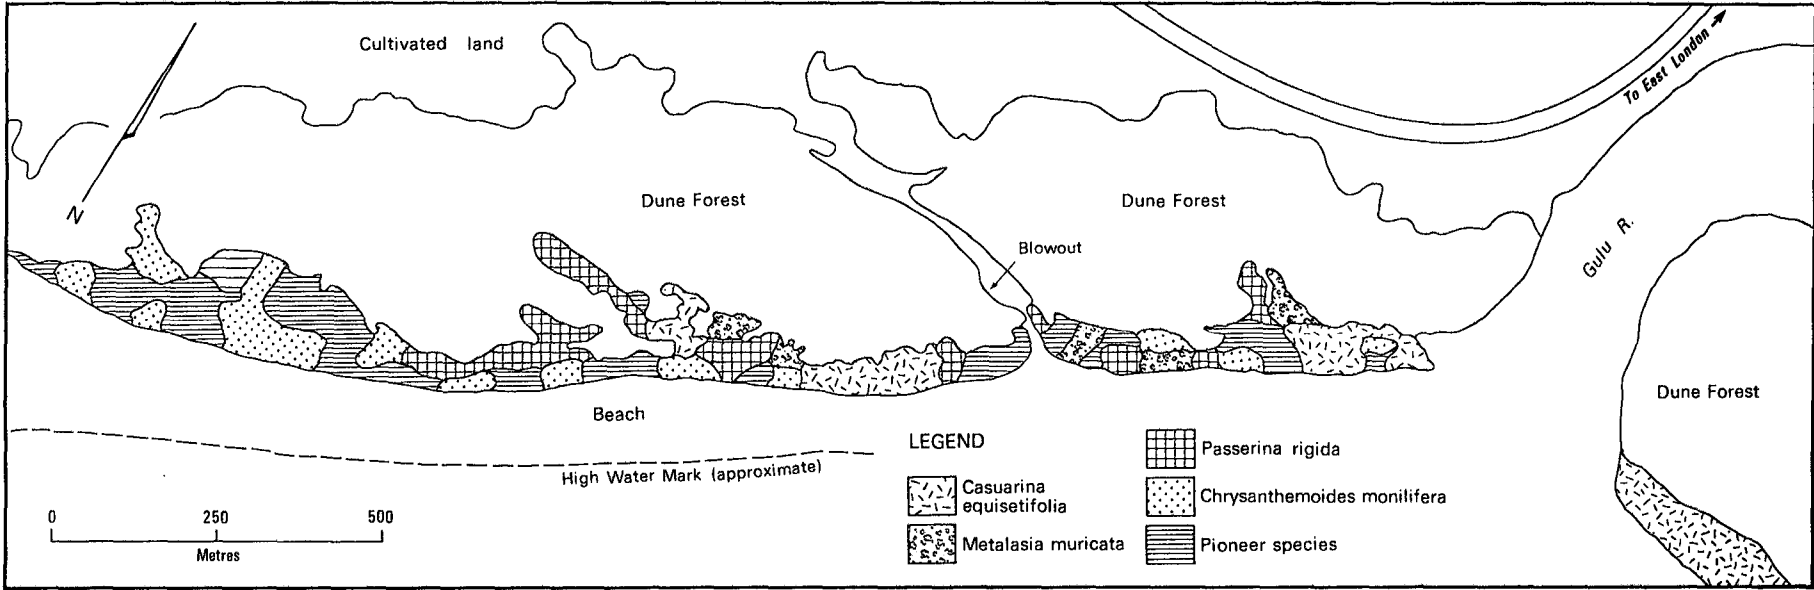 Cultivated land
To East London
N
Dune Forest
Dune Forest
Gulu R.
Blowout
Dune Forest
Beach
High Water Mark (approximate)
0 250 500
Metres
LEGEND
Casuarina
equisetifolia
Metalasia muricata
Passerina rigida
Chrysanthemoides monilifera
Pioneer species